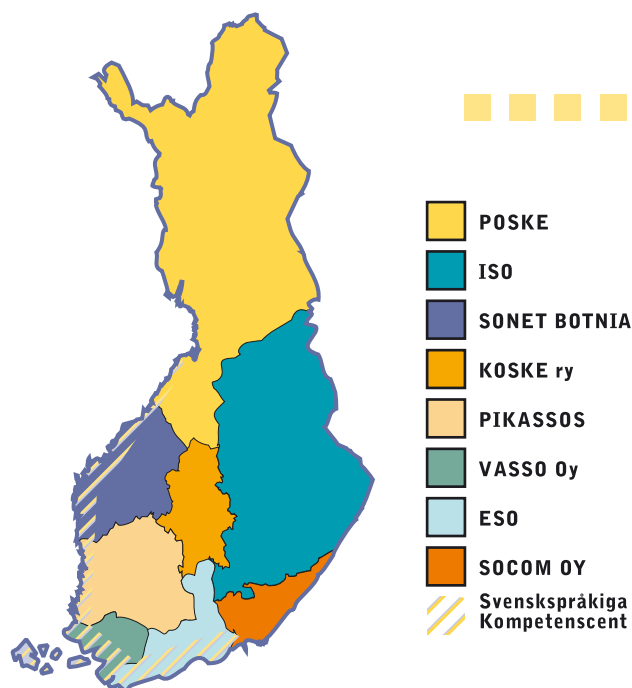 POSKE
ISO
SONET BOTNIA
KOSKE ry
PIKASSOS
VASSO Oy
ESO
SOCOM OY
Svenskspråkiga
Kompetenscent